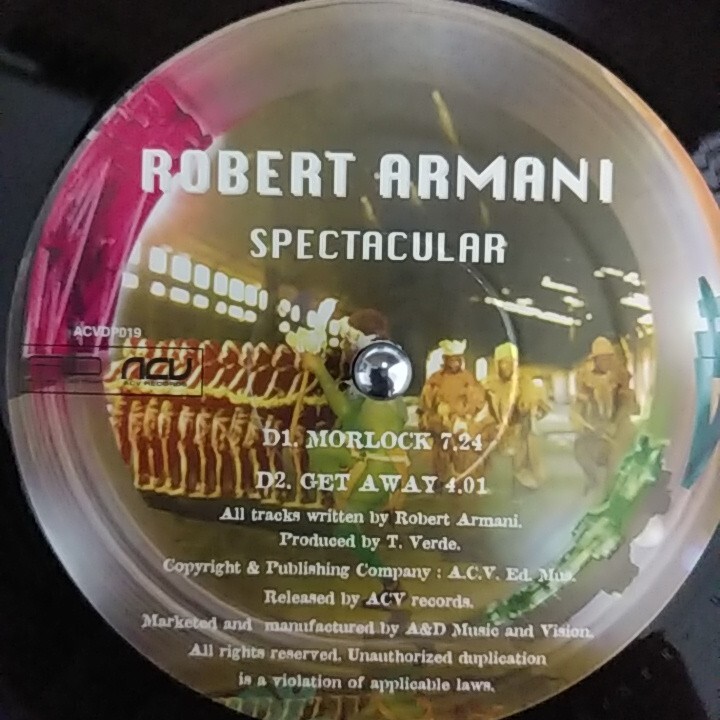 ROBERT ARMANI
SPECTACULAR
ACVDP019
ACV
ACV RECORDS
D1. MORLOCK 7.24
D2. GET AWAY 4.01
All tracks written by Robert Armani.
Produced by T. Verde.
Copyright & Publishing Company : A.C.V. Ed. Mus.
Released by ACV records.
Marketed and manufactured by A&D Music and Vision.
All rights reserved. Unauthorized duplication
is a violation of applicable laws.